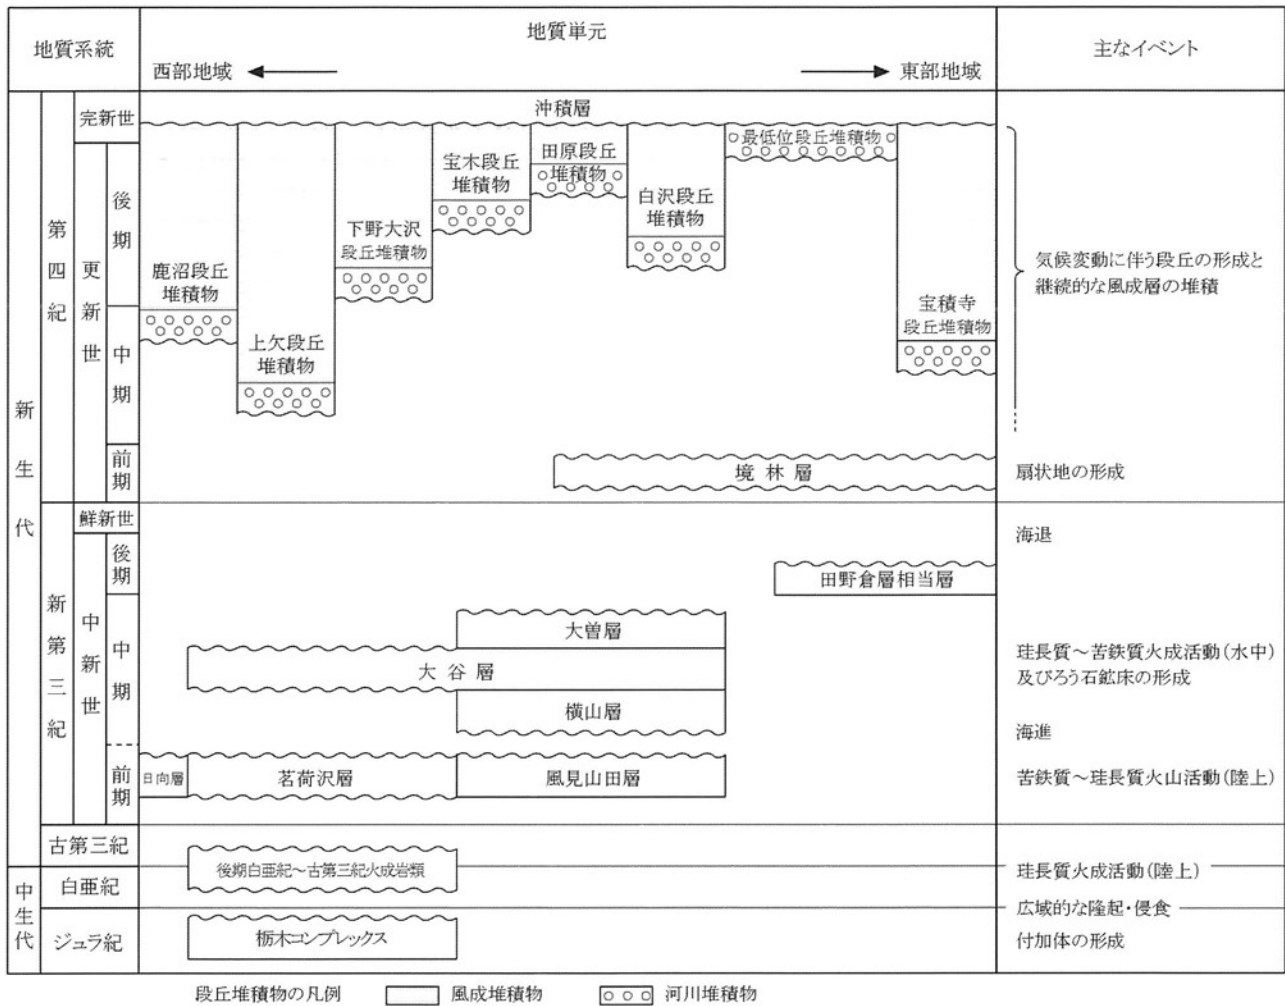 地質系統
地質単元
主なイベント
西部地域
東部地域
新生代
第四紀
完新世
更新世
後期
中期
前期
沖積層
鹿沼段丘
堆積物
上欠段丘
堆積物
下野大沢
段丘堆積物
宝木段丘
堆積物
田原段丘
堆積物
白沢段丘
堆積物
最低位段丘堆積物
宝積寺
段丘堆積物
気候変動に伴う段丘の形成と
継続的な風成層の堆積
境林層
扇状地の形成
新第三紀
鮮新世
海退
中新世
後期
中期
前期
田野倉層相当層
大曽層
大谷層
横山層
珪長質～苦鉄質火成活動(水中)
及びろう石鉱床の形成
海進
日向層
茗荷沢層
風見山田層
苦鉄質～珪長質火山活動(陸上)
古第三紀
中生代
白亜紀
後期白亜紀～古第三紀火成岩類
珪長質火成活動(陸上)
広域的な隆起・侵食
ジュラ紀
栃木コンプレックス
付加体の形成
段丘堆積物の凡例
風成堆積物
河川堆積物